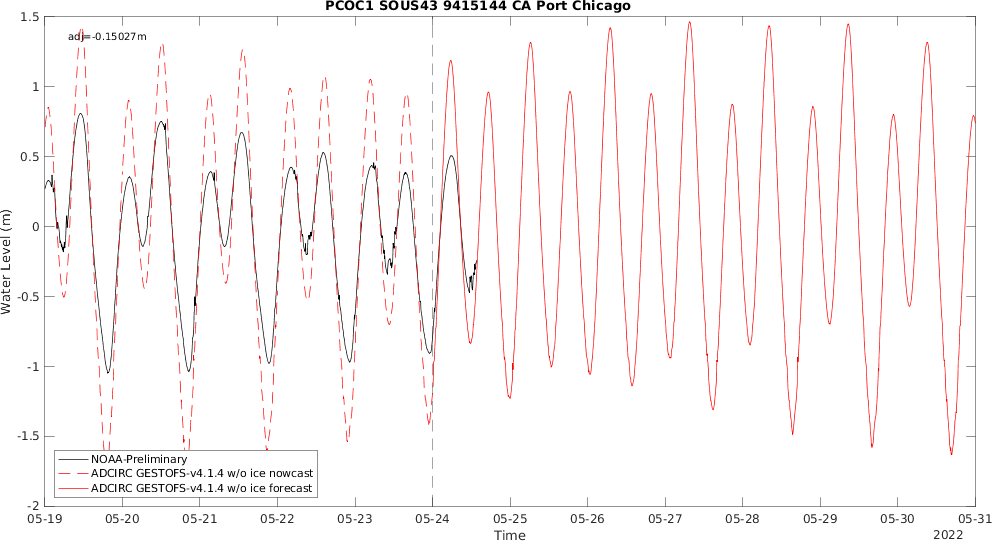 PCOC1 SOUS43 9415144 CA Port Chicago
adj=-0.15027m
1.5
1
0.5
0
-0.5
-1
-1.5
-2
Water Level (m)
NOAA-Preliminary
ADCIRC GESTOFS-v4.1.4 w/o ice nowcast
ADCIRC GESTOFS-v4.1.4 w/o ice forecast
05-19 05-20 05-21 05-22 05-23 05-24 05-25 05-26 05-27 05-28 05-29 05-30 05-31
Time
2022